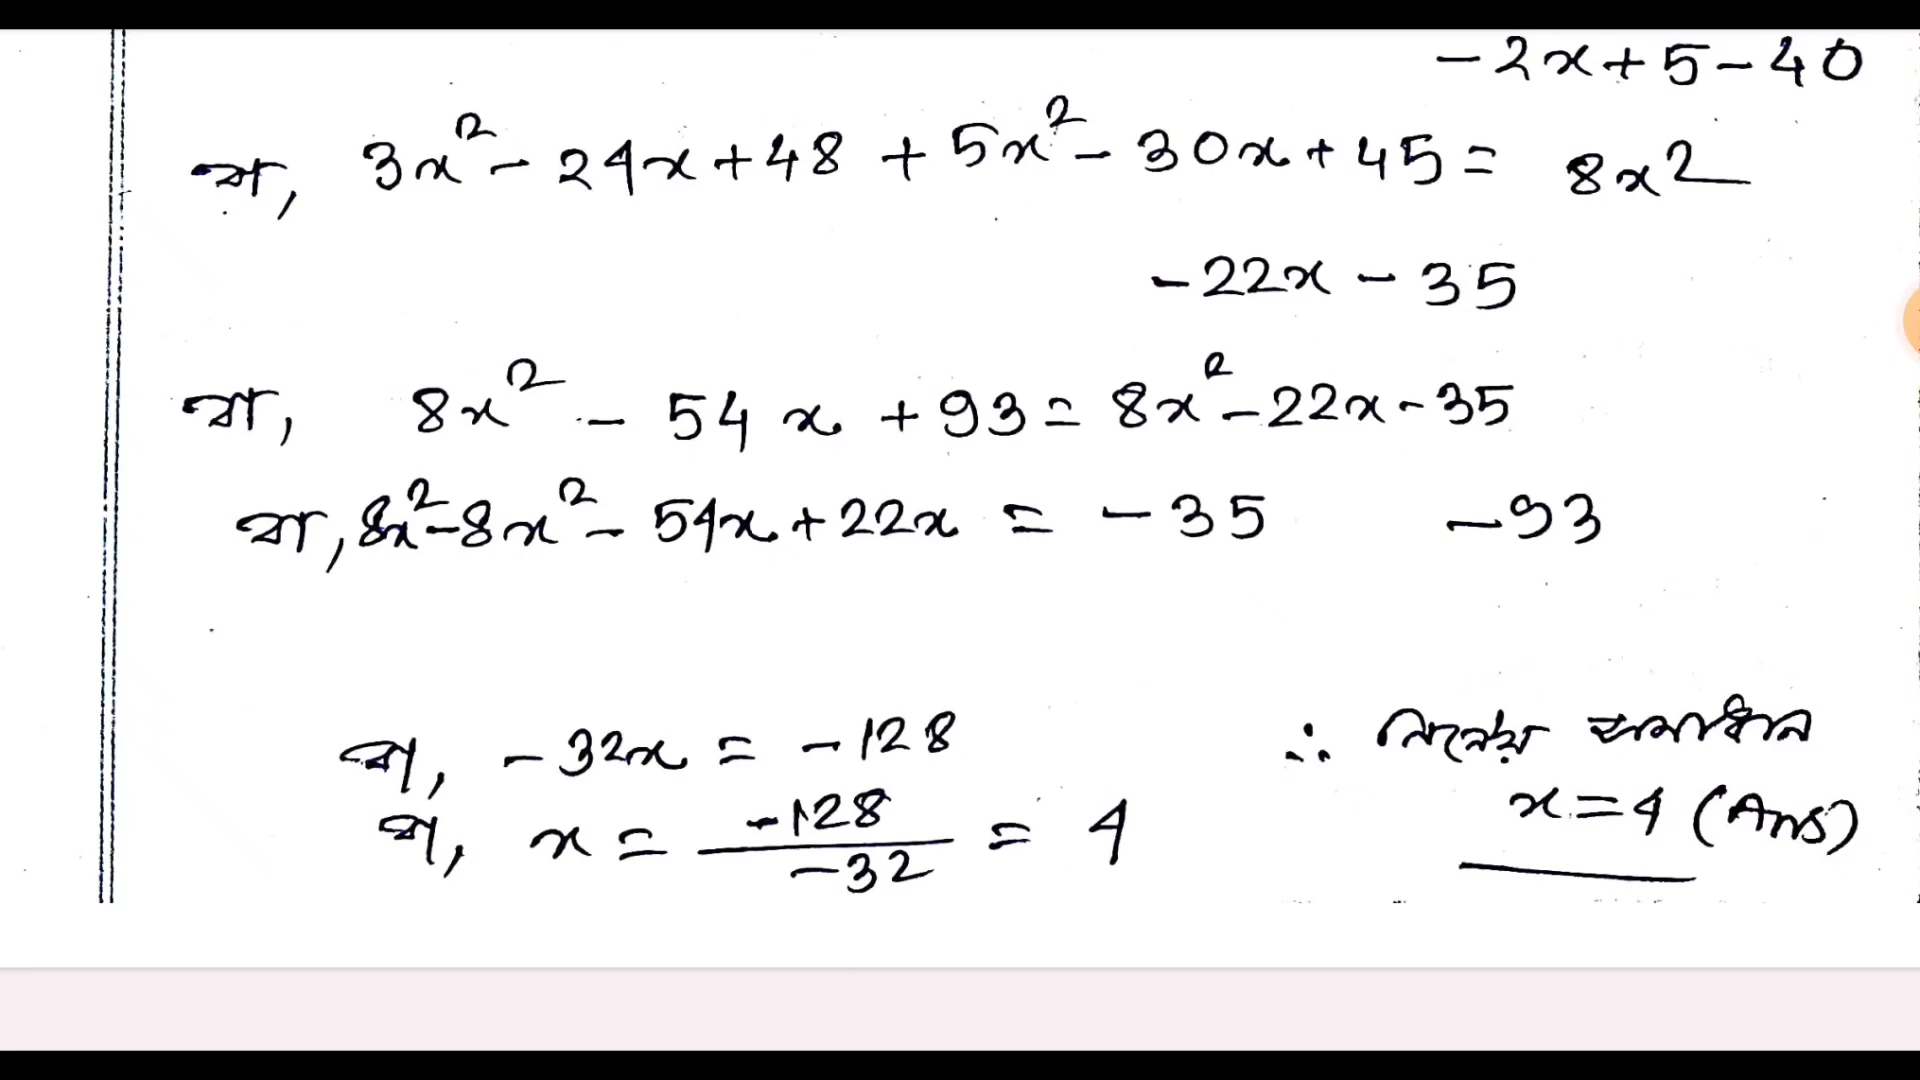 -2x+5-40
বা, 3x² - 24x + 48 + 5x² - 30x + 45 = 8x²
-22x - 35
বা, 8x² - 54x + 93 = 8x² - 22x - 35
বা, 8x² - 8x² - 54x + 22x = -35 -93
বা, -32x = -128
বা, x = -128/-32 = 4
∴ নির্নেয় সমাধান
x = 4 (Ans)